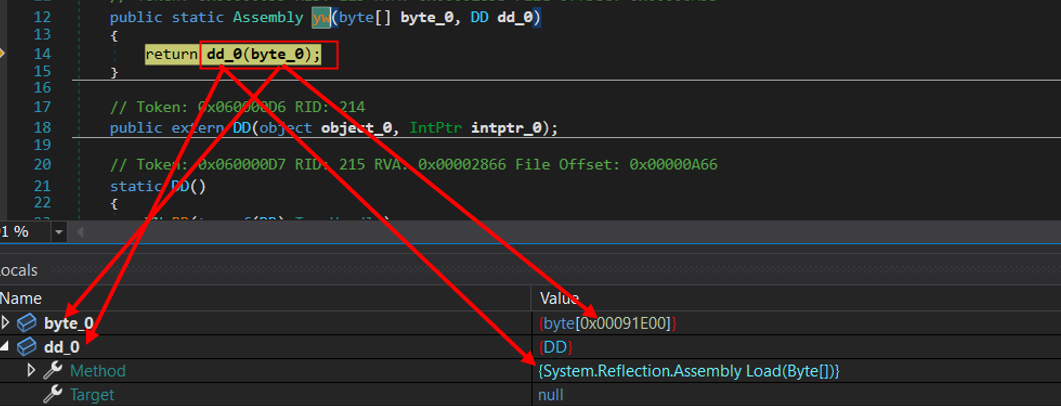 12 public static Assembly yw(byte[] byte_0, DD dd_0)
13 {
14 return dd_0(byte_0);
15 }
16
17 // Token: 0x060000D6 RID: 214
18 public extern DD(object object_0, IntPtr intptr_0);
19
20 // Token: 0x060000D7 RID: 215 RVA: 0x00002866 File Offset: 0x00000A66
21 static DD()
22 {
1 %
ocals
Name Value
byte_0 {byte[0x00091E00]}
dd_0 {DD}
Method {System.Reflection.Assembly Load(Byte[])}
Target null